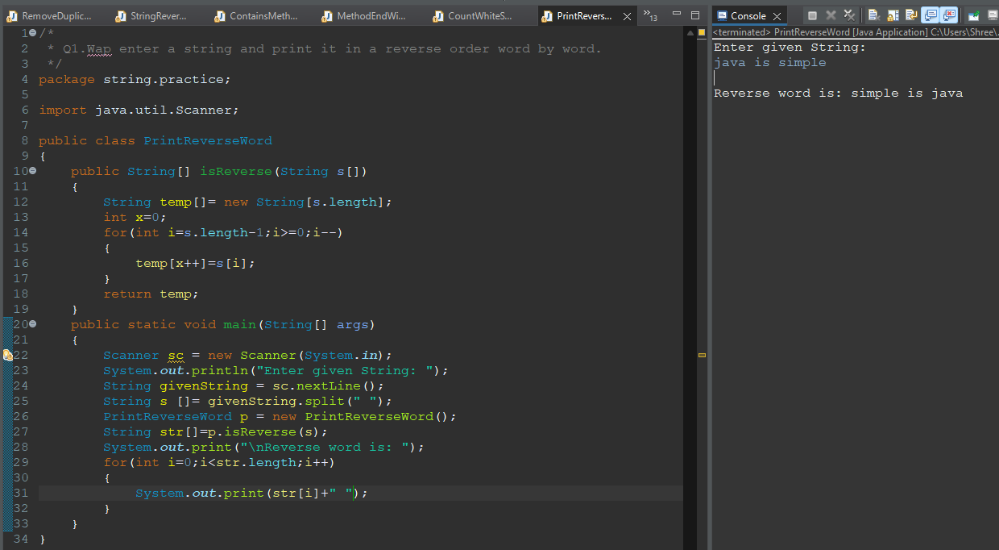 RemoveDuplic...
StringRever...
ContainsMeth...
MethodEndWi...
CountWhiteS...
PrintRevers...
13
1 /*
2  * Q1.Wap enter a string and print it in a reverse order word by word.
3  */
4 package string.practice;
5
6 import java.util.Scanner;
7
8 public class PrintReverseWord
9 {
10     public String[] isReverse(String s[])
11     {
12         String temp[]= new String[s.length];
13         int x=0;
14         for(int i=s.length-1;i>=0;i--)
15         {
16             temp[x++]=s[i];
17         }
18         return temp;
19     }
20     public static void main(String[] args)
21     {
22         Scanner sc = new Scanner(System.in);
23         System.out.println("Enter given String: ");
24         String givenString = sc.nextLine();
25         String s []= givenString.split(" ");
26         PrintReverseWord p = new PrintReverseWord();
27         String str[]=p.isReverse(s);
28         System.out.print("\nReverse word is: ");
29         for(int i=0;i<str.length;i++)
30         {
31             System.out.print(str[i]+" ");
32         }
33     }
34 }
Console
<terminated> PrintReverseWord [Java Application] C:\Users\Shree\.
Enter given String:
java is simple
Reverse word is: simple is java